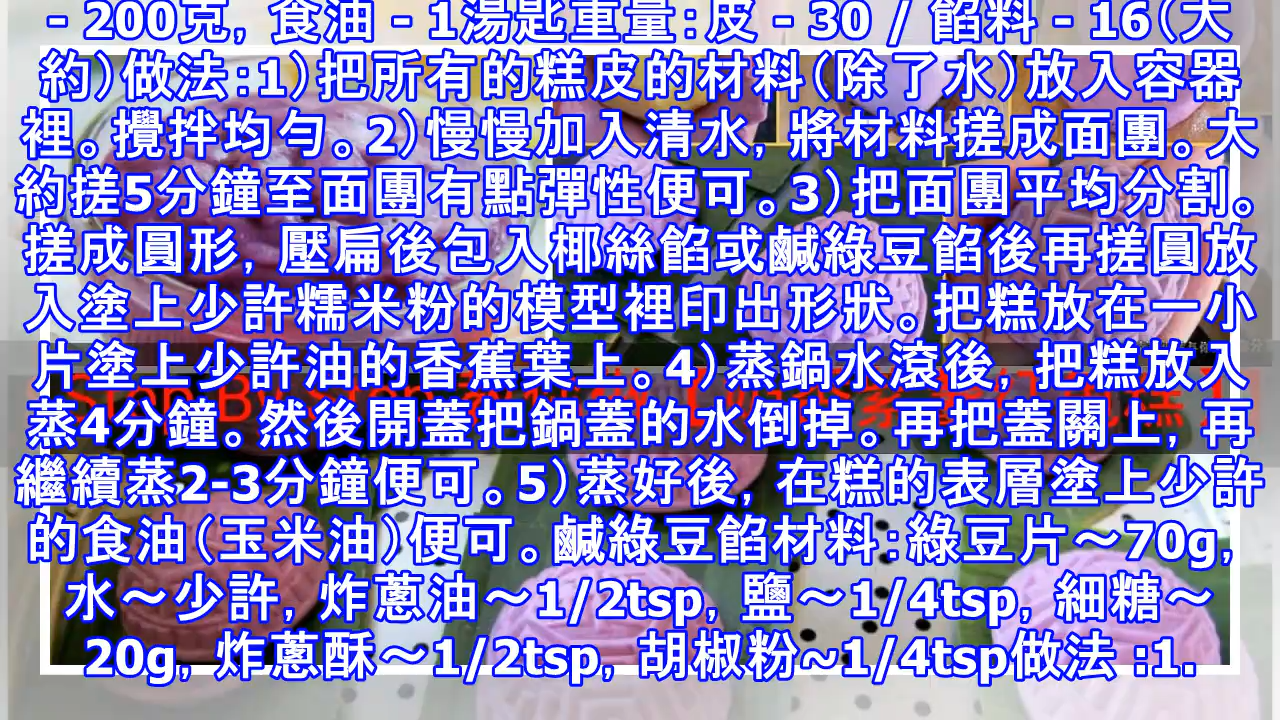 - 200克, 食油 - 1湯匙重量：皮 - 30 / 餡料 - 16（大
約）做法：1）把所有的糕皮的材料（除了水）放入容器
裡。攪拌均勻。2）慢慢加入清水, 將材料搓成面團。大
約搓5分鐘至面團有點彈性便可。3）把面團平均分割。
搓成圓形, 壓扁後包入椰絲餡或鹹綠豆餡後再搓圓放
入塗上少許糯米粉的模型裡印出形狀。把糕放在一小
片塗上少許油的香蕉葉上。4）蒸鍋水滾後, 把糕放入
蒸4分鐘。然後開蓋把鍋蓋的水倒掉。再把蓋關上, 再
繼續蒸2-3分鐘便可。5）蒸好後, 在糕的表層塗上少許
的食油（玉米油）便可。鹹綠豆餡材料：綠豆片～70g,
水～少許, 炸蔥油～1/2tsp, 鹽～1/4tsp, 細糖～
20g, 炸蔥酥～1/2tsp, 胡椒粉~1/4tsp做法 :1.
Step By Step